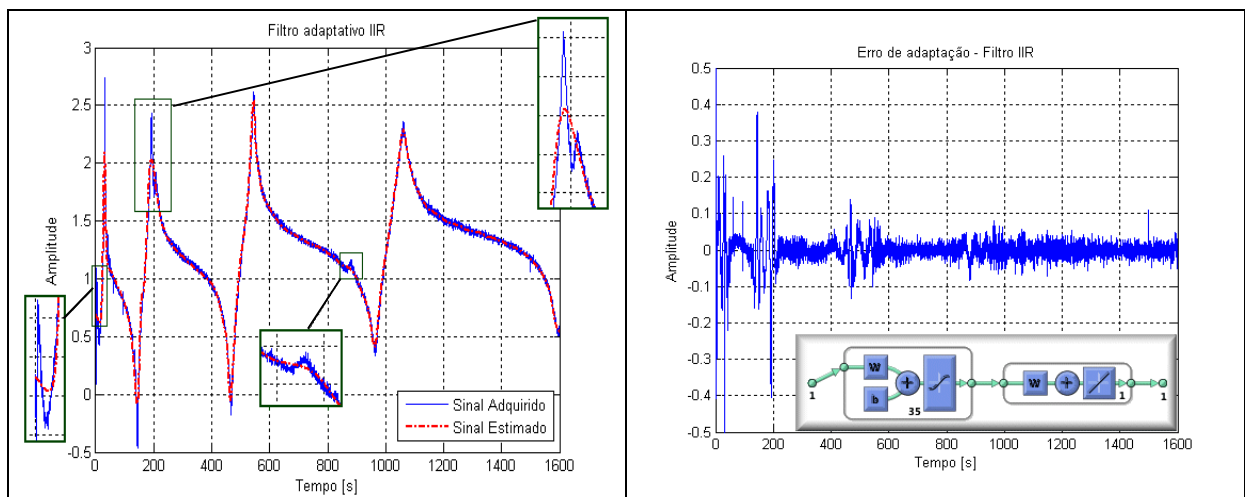 Filtro adaptativo IIR
3
2.5
2
1.5
1
0.5
0
-0.5
Amplitude
0 200 400 600 800 1000 1200 1400 1600
Tempo [s]
Sinal Adquirido
Sinal Estimado
Erro de adaptação - Filtro IIR
0.5
0.4
0.3
0.2
0.1
0
-0.1
-0.2
-0.3
-0.4
-0.5
Amplitude
0 200 400 600 800 1000 1200 1400 1600
Tempo [s]
1
W
b
+
35
W
+
1
1